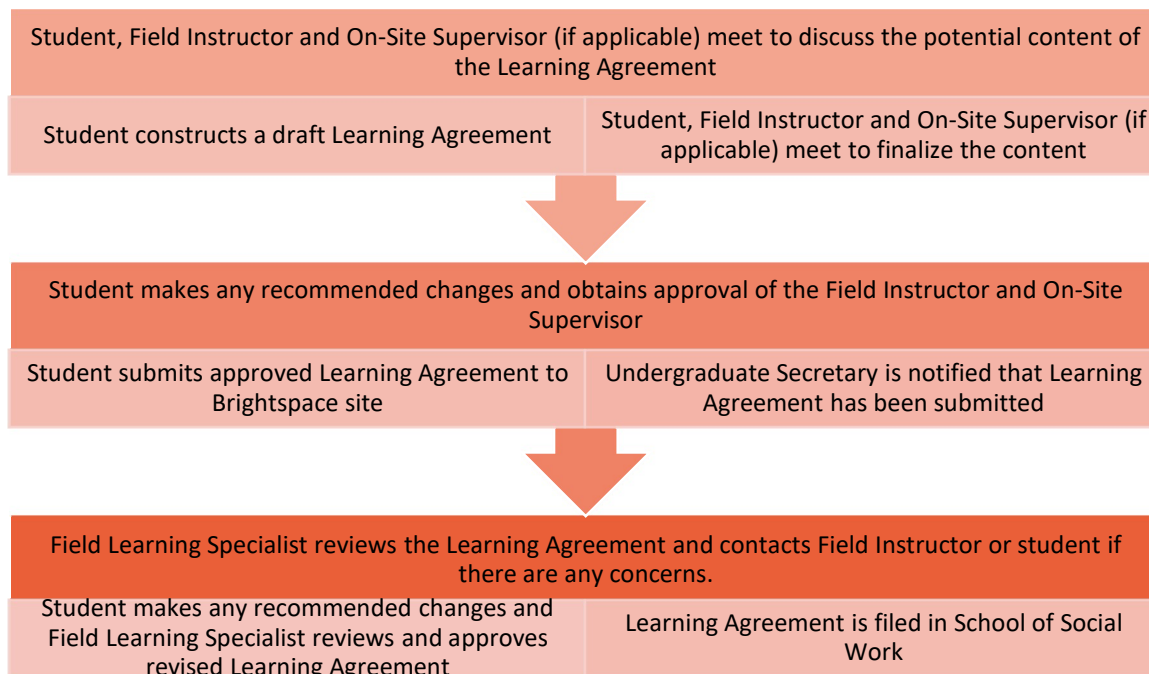 Student, Field Instructor and On-Site Supervisor (if applicable) meet to discuss the potential content of
the Learning Agreement
Student constructs a draft Learning Agreement
Student, Field Instructor and On-Site Supervisor (if
applicable) meet to finalize the content
Student makes any recommended changes and obtains approval of the Field Instructor and On-Site
Supervisor
Student submits approved Learning Agreement to
Brightspace site
Undergraduate Secretary is notified that Learning
Agreement has been submitted
Field Learning Specialist reviews the Learning Agreement and contacts Field Instructor or student if
there are any concerns.
Student makes any recommended changes and
Field Learning Specialist reviews and approves
revised Learning Agreement
Learning Agreement is filed in School of Social
Work